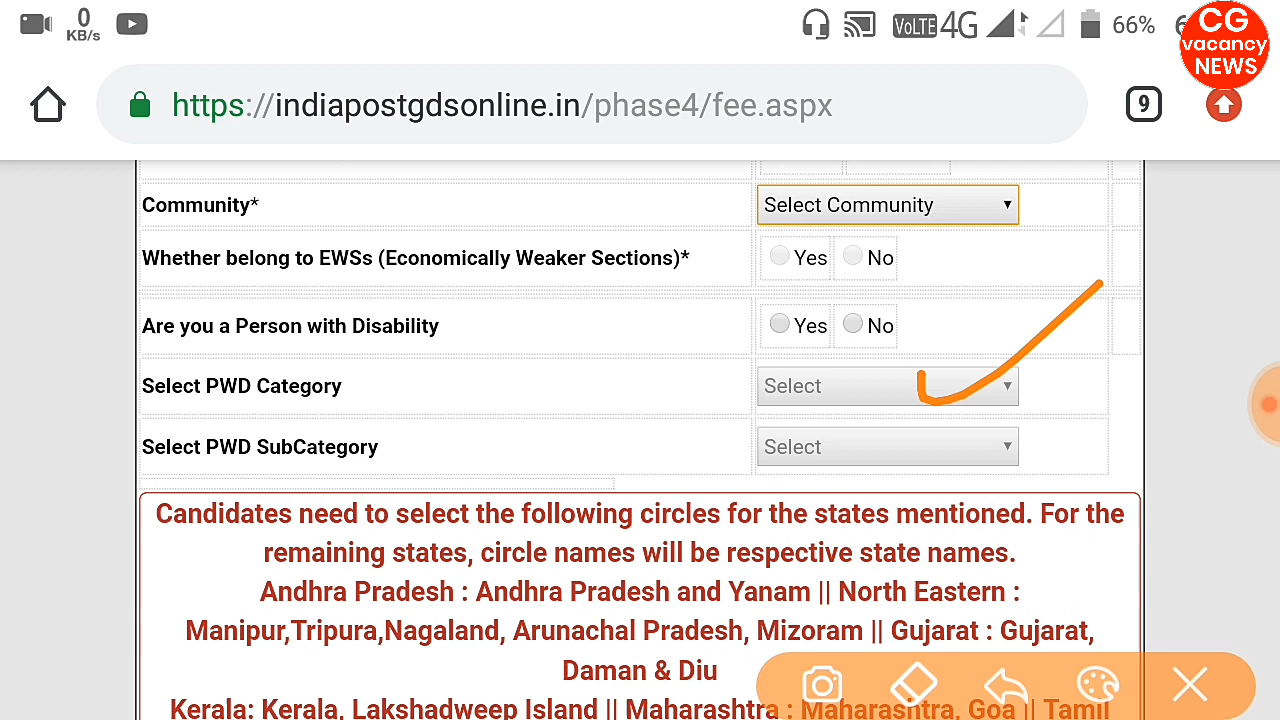 0
KB/s
VoLTE 4G 66%
CG
vacancy
NEWS
https://indiapostgdsonline.in/phase4/fee.aspx
9
Community* Select Community
Whether belong to EWSs (Economically Weaker Sections)* Yes No
Are you a Person with Disability Yes No
Select PWD Category Select
Select PWD SubCategory Select
Candidates need to select the following circles for the states mentioned. For the
remaining states, circle names will be respective state names.
Andhra Pradesh : Andhra Pradesh and Yanam || North Eastern :
Manipur,Tripura,Nagaland, Arunachal Pradesh, Mizoram || Gujarat : Gujarat,
Daman & Diu
Kerala: Kerala, Lakshadweep Island || Maharashtra : Maharashtra, Goa || Tamil